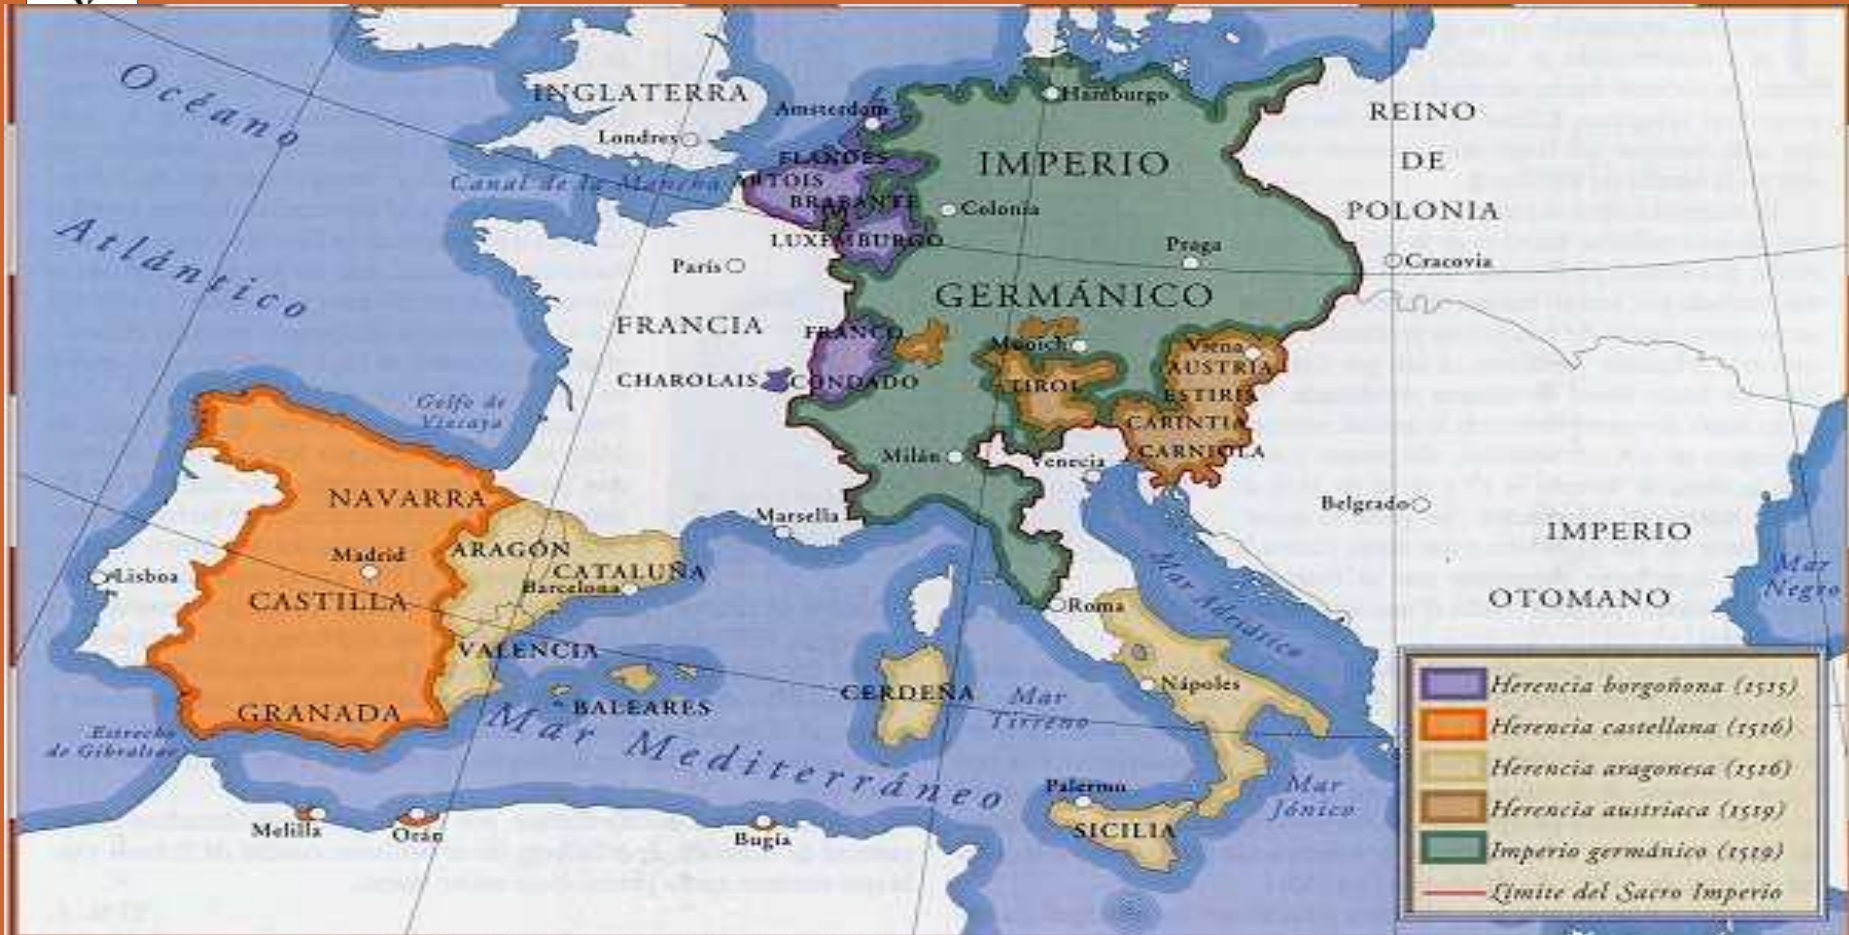 Océano
Atlántico
INGLATERRA
Londres
Canal de la Mancha
Amsterdam
FLANDES
ARTOIS
BRABANTE
LUXEMBURGO
Hamburgo
IMPERIO
GERMÁNICO
Colonia
Praga
REINO
DE
POLONIA
Cracovia
París
FRANCIA
FRANCO
CONDADO
CHAROLAIS
Munich
TIROL
Viena
AUSTRIA
ESTIRIA
CARINTIA
CARNIOLA
Golfo de
Vizcaya
Milán
Venecia
Marsella
Belgrado
IMPERIO
OTOMANO
Mar
Negro
NAVARRA
Madrid
CASTILLA
Lisboa
ARAGÓN
CATALUÑA
Barcelona
VALENCIA
BALEARES
GRANADA
Estrecho
de Gibraltar
Mar Mediterráneo
CERDEÑA
Mar
Tirreno
Roma
Mar Adriático
Nápoles
Palermo
SICILIA
Mar
Jónico
Melilla
Orán
Bugía
Herencia borgoñona (1515)
Herencia castellana (1516)
Herencia aragonesa (1516)
Herencia austriaca (1519)
Imperio germánico (1519)
Límite del Sacro Imperio